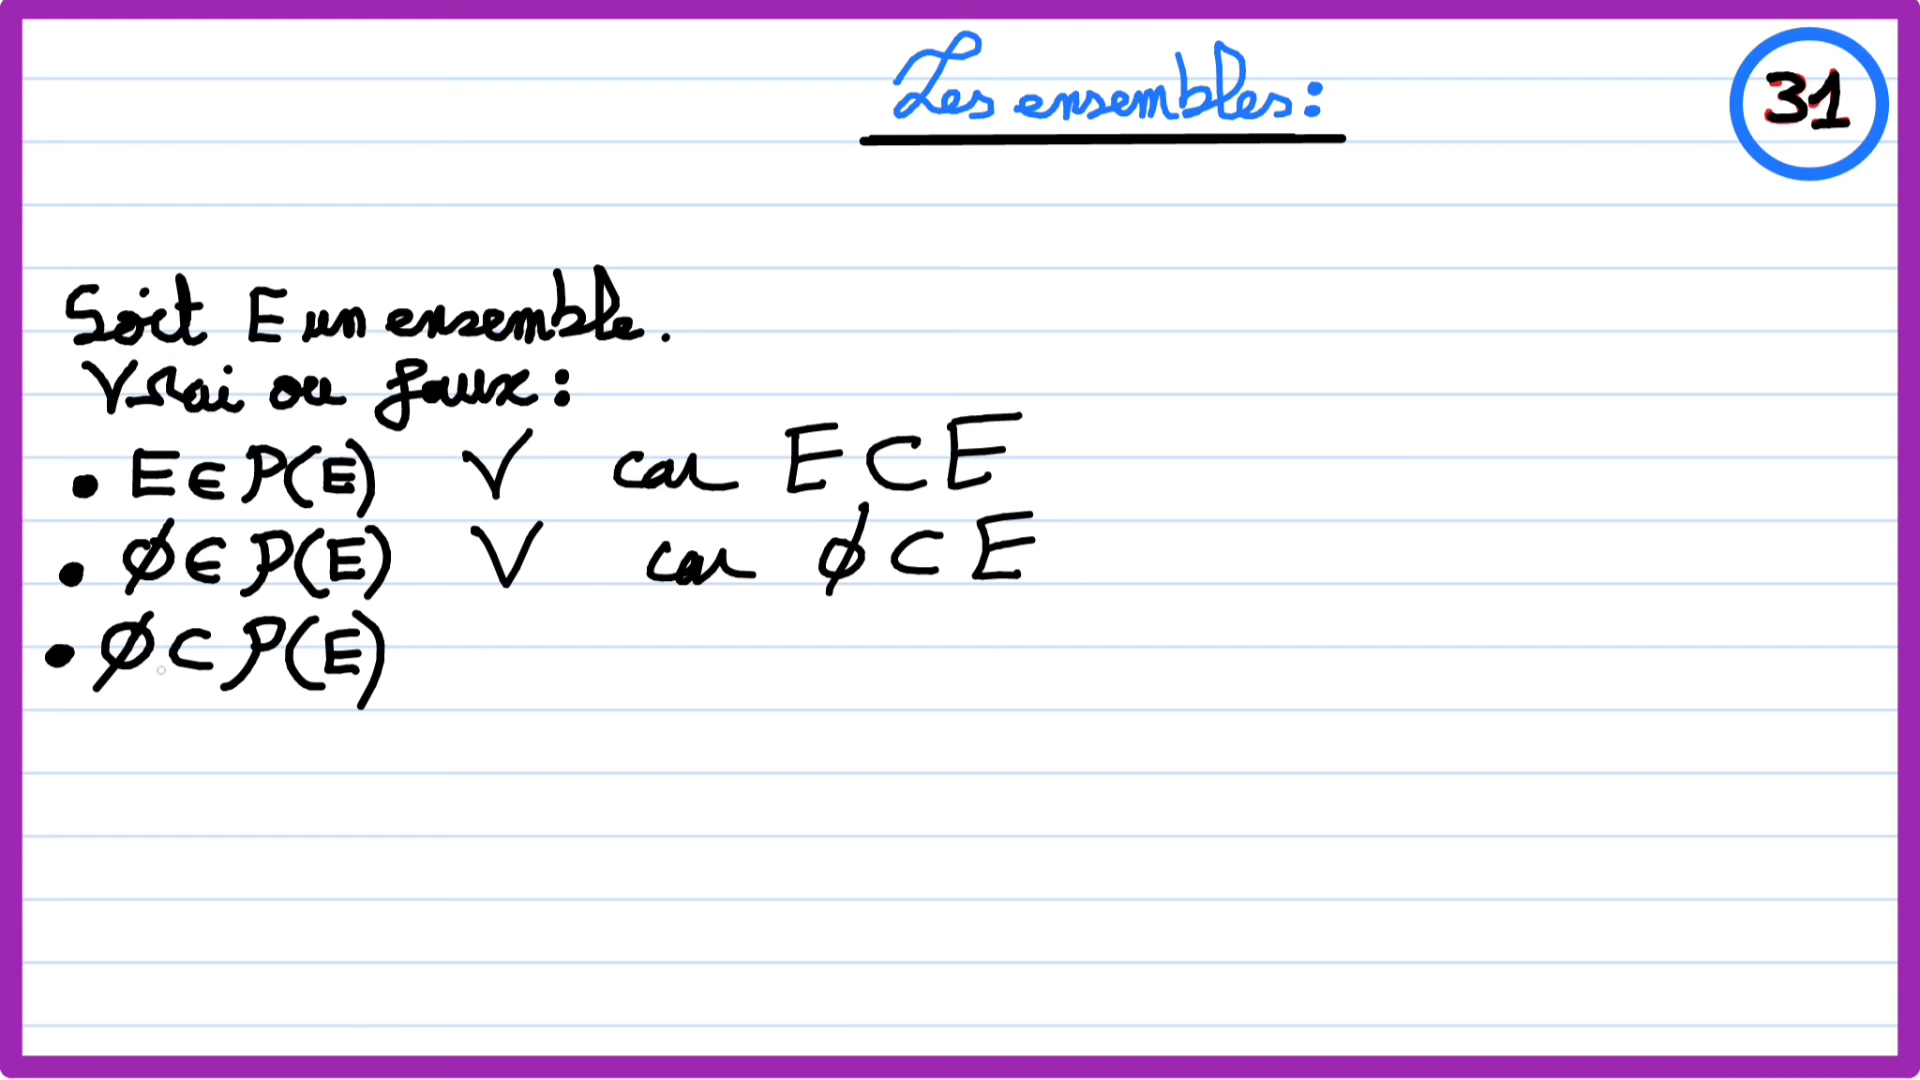 Les ensembles:
31
Soit E un ensemble.
Vrai ou faux:
• E ∈ P(E) V car E ⊂ E
• Ø ∈ P(E) V car Ø ⊂ E
• Ø ⊂ P(E)